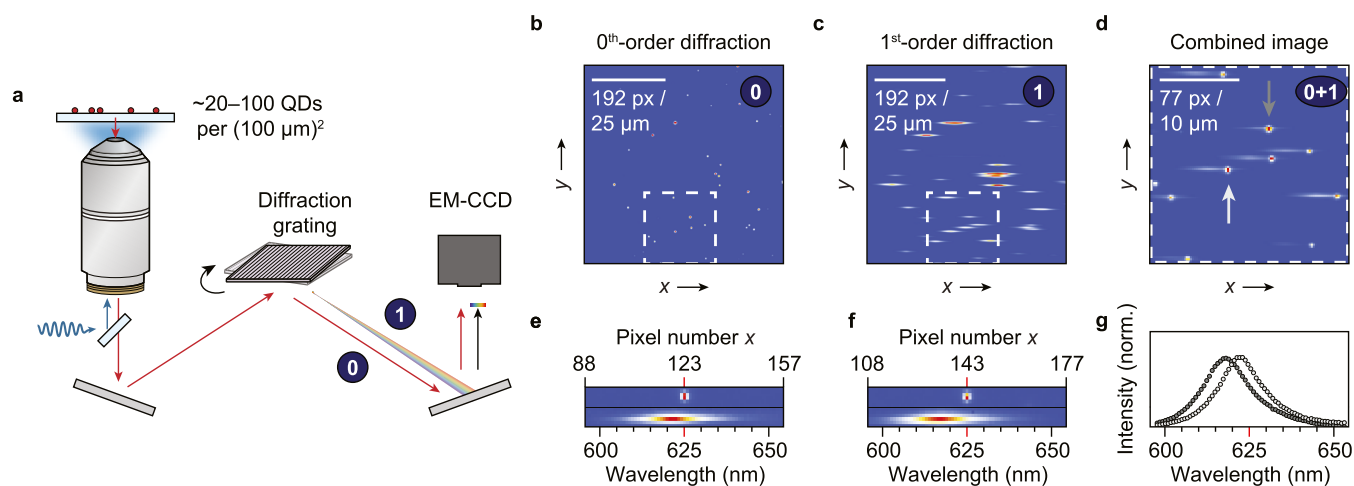 a
~20–100 QDs
per (100 µm)²
Diffraction
grating
EM-CCD
1
0
b
0th-order diffraction
192 px /
25 µm
0
y
x
c
1st-order diffraction
192 px /
25 µm
1
y
x
d
Combined image
77 px /
10 µm
0+1
y
x
e
Pixel number x
88 123 157
600 625 650
Wavelength (nm)
f
Pixel number x
108 143 177
600 625 650
Wavelength (nm)
g
Intensity (norm.)
600 625 650
Wavelength (nm)